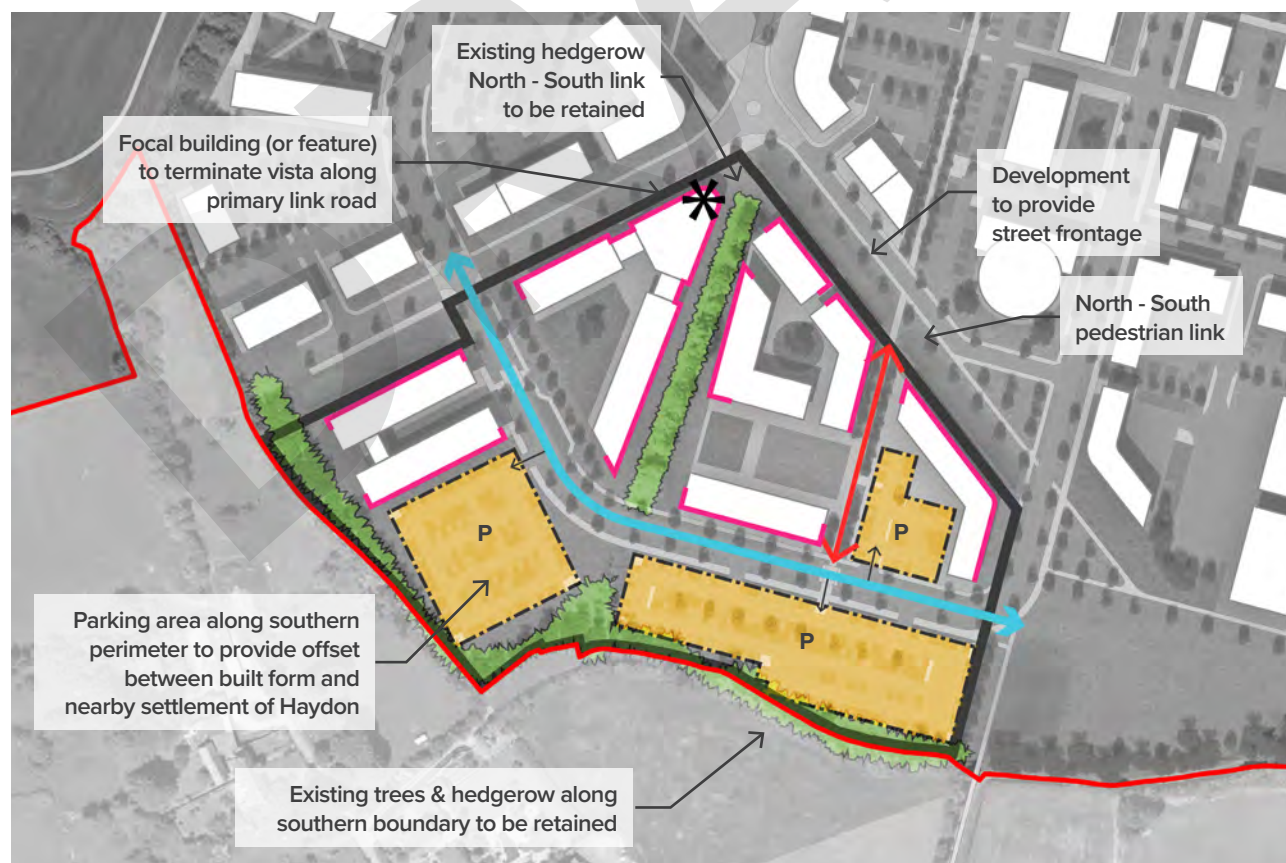 Existing hedgerow
North - South link
to be retained
Focal building (or feature)
to terminate vista along
primary link road
Development
to provide
street frontage
North - South
pedestrian link
P
P
P
Parking area along southern
perimeter to provide offset
between built form and
nearby settlement of Haydon
Existing trees & hedgerow along
southern boundary to be retained